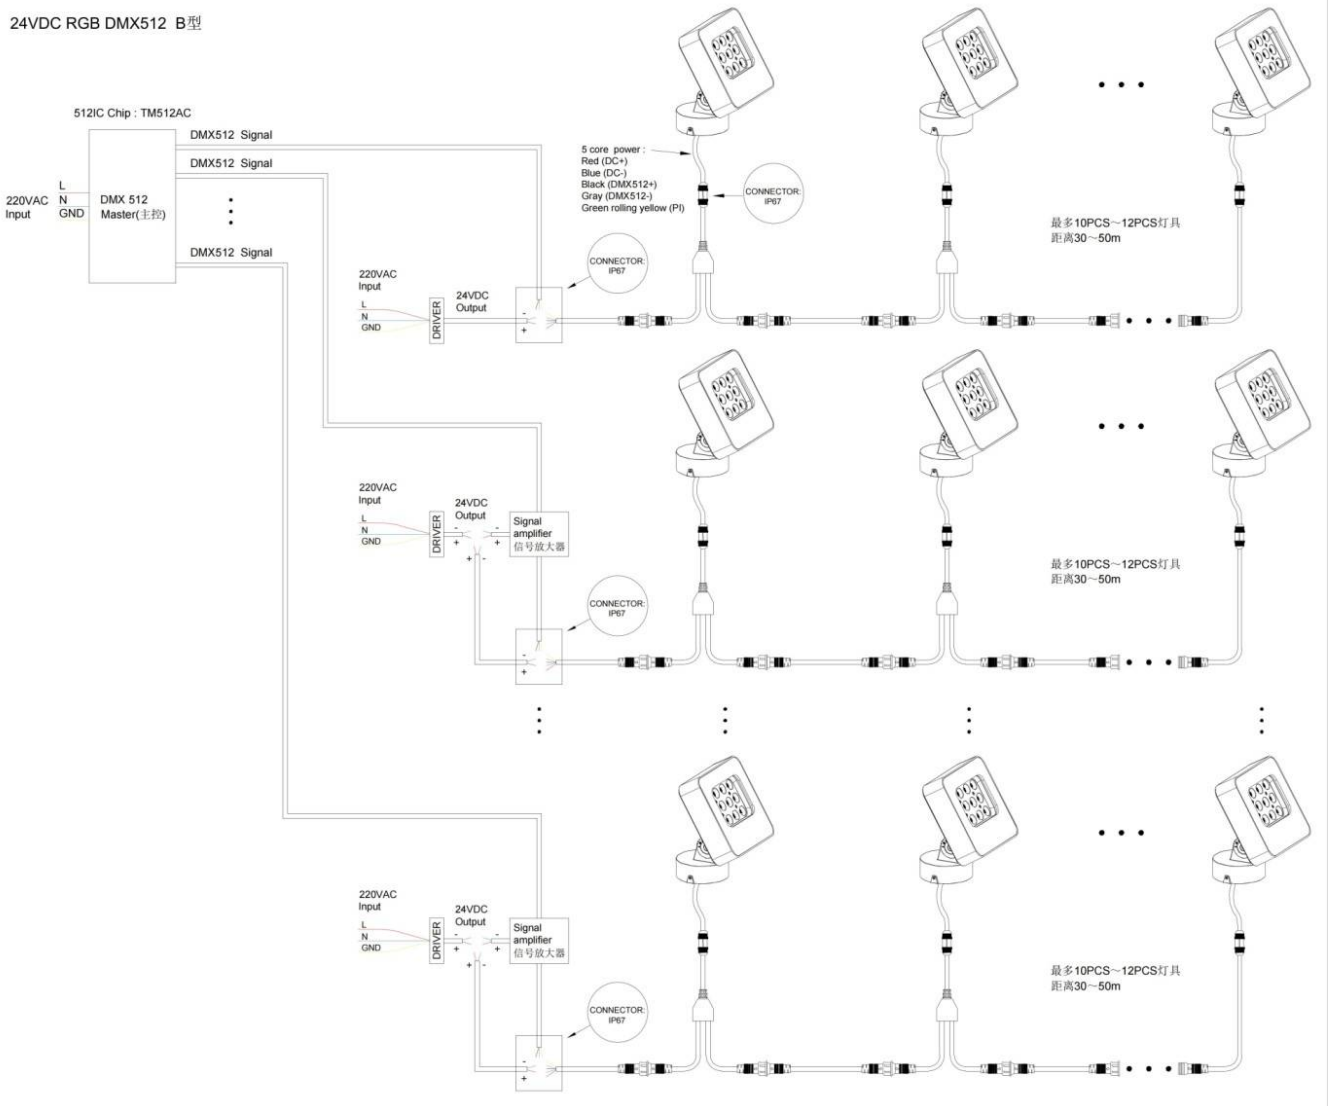 24VDC RGB DMX512 B型
512IC Chip : TM512AC
DMX512 Signal
DMX512 Signal
DMX512 Signal
220VAC
Input
L
N
GND
DMX 512
Master(主控)
5 core power :
Red (DC+)
Blue (DC-)
Black (DMX512+)
Gray (DMX512-)
Green rolling yellow (PI)
CONNECTOR:
IP67
最多10PCS～12PCS灯具
距离30～50m
CONNECTOR:
IP67
220VAC
Input
L
N
GND
DRIVER
24VDC
Output
-
+
220VAC
Input
L
N
GND
DRIVER
24VDC
Output
-
+
-
+
+ -
Signal
amplifier
信号放大器
CONNECTOR:
IP67
-
+
最多10PCS～12PCS灯具
距离30～50m
220VAC
Input
L
N
GND
DRIVER
24VDC
Output
-
+
-
+
+ -
Signal
amplifier
信号放大器
CONNECTOR:
IP67
-
+
最多10PCS～12PCS灯具
距离30～50m